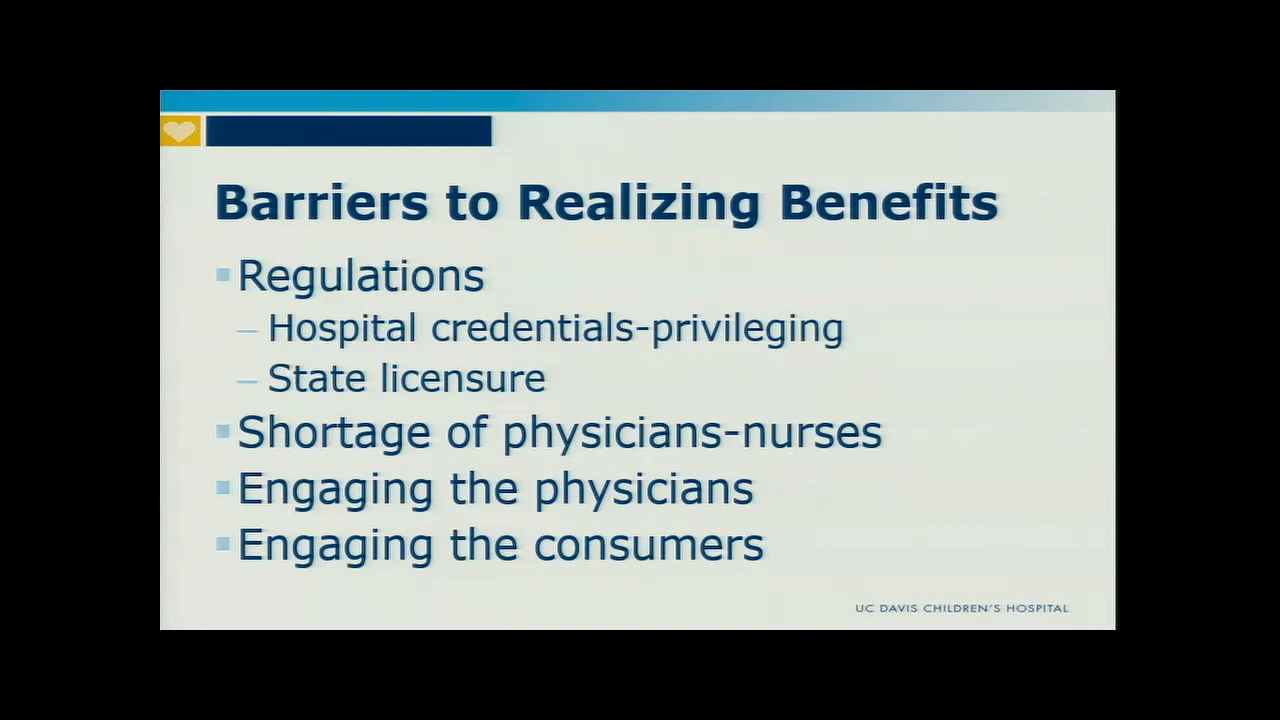 Barriers to Realizing Benefits
Regulations
– Hospital credentials-privileging
– State licensure
Shortage of physicians-nurses
Engaging the physicians
Engaging the consumers
UC DAVIS CHILDREN'S HOSPITAL